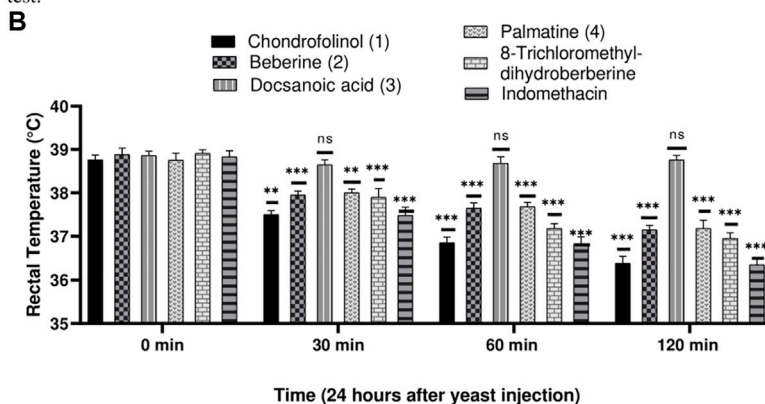 test.
B
Chondrofolinol (1)
Beberine (2)
Docsanoic acid (3)
Palmatine (4)
8-Trichloromethyl-
dihydroberberine
Indomethacin
Rectal Temperature (°C)
40
39
38
37
36
35
** *** ns ** *** ***
*** *** ns *** *** ***
*** *** ns *** *** ***
0 min 30 min 60 min 120 min
Time (24 hours after yeast injection)